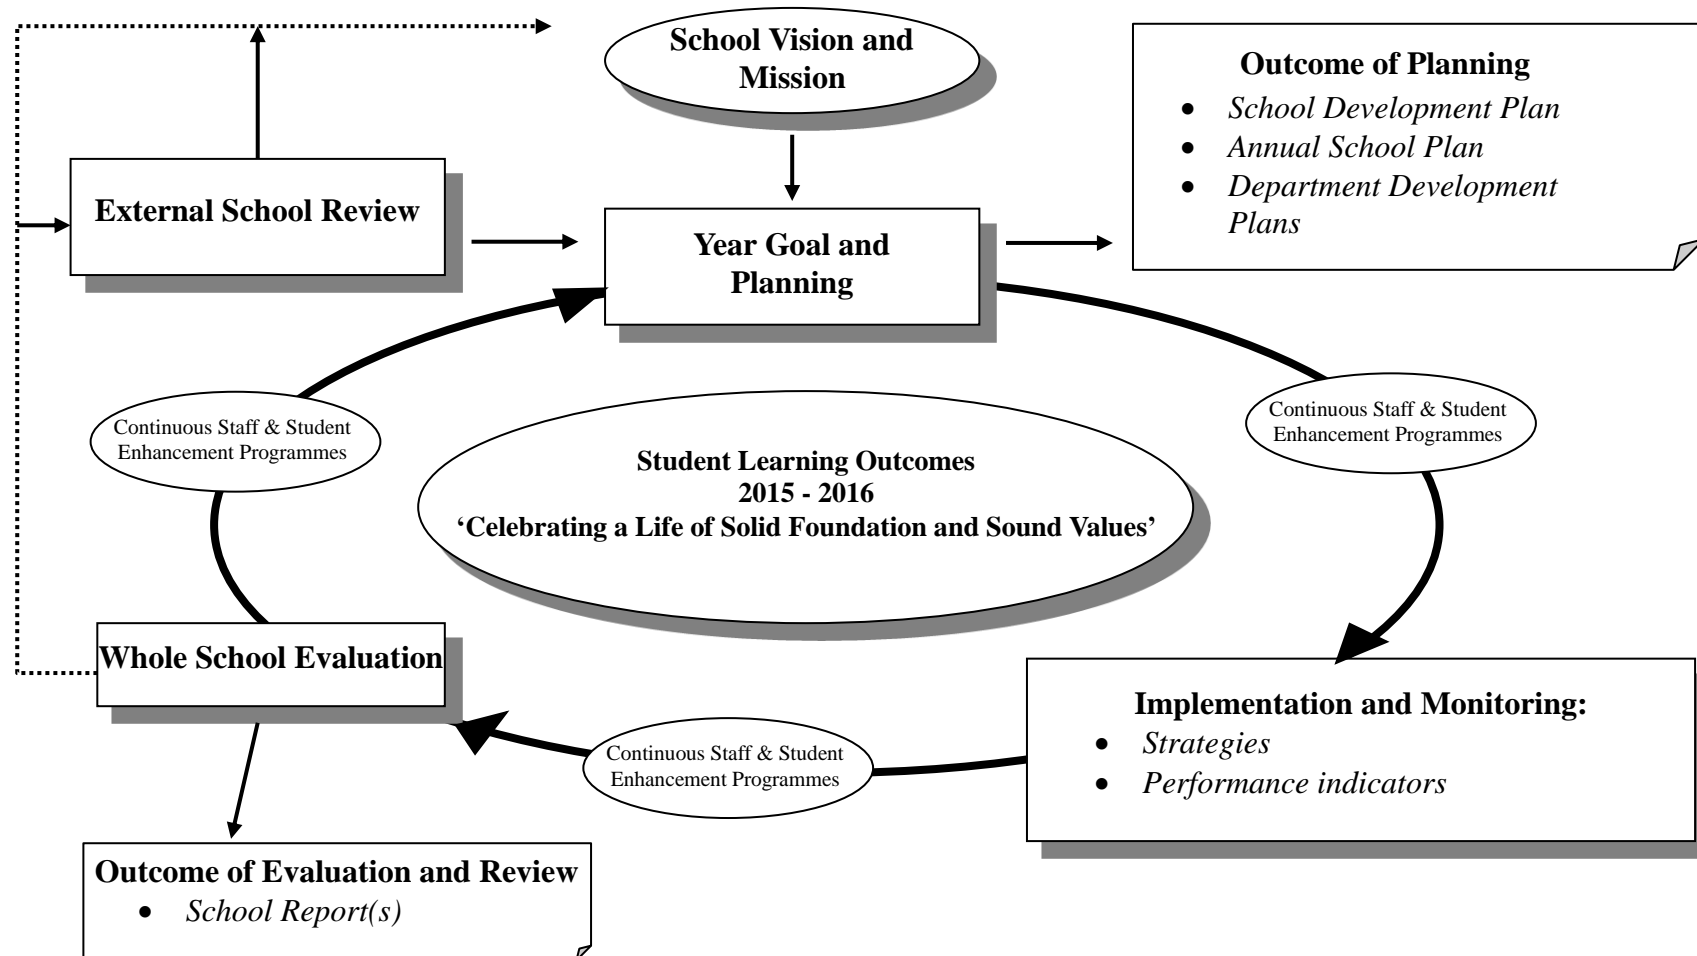 School Vision and
Mission
Outcome of Planning
• School Development Plan
• Annual School Plan
• Department Development
Plans
External School Review
Year Goal and
Planning
Continuous Staff & Student
Enhancement Programmes
Continuous Staff & Student
Enhancement Programmes
Student Learning Outcomes
2015 - 2016
‘Celebrating a Life of Solid Foundation and Sound Values’
Whole School Evaluation
Implementation and Monitoring:
• Strategies
• Performance indicators
Continuous Staff & Student
Enhancement Programmes
Outcome of Evaluation and Review
• School Report(s)